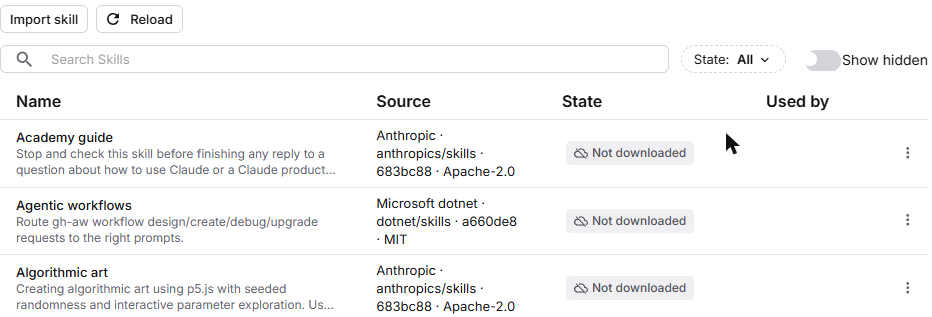 Import skill
Reload
Search Skills
State: All
Show hidden
Name
Source
State
Used by
Academy guide
Stop and check this skill before finishing any reply to a
question about how to use Claude or a Claude product...
Anthropic ·
anthropics/skills ·
683bc88 · Apache-2.0
Not downloaded
Agentic workflows
Route gh-aw workflow design/create/debug/upgrade
requests to the right prompts.
Microsoft dotnet ·
dotnet/skills · a660de8
· MIT
Not downloaded
Algorithmic art
Creating algorithmic art using p5.js with seeded
randomness and interactive parameter exploration. Us...
Anthropic ·
anthropics/skills ·
683bc88 · Apache-2.0
Not downloaded